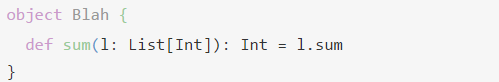 object Blah {
  def sum(l: List[Int]): Int = l.sum
}